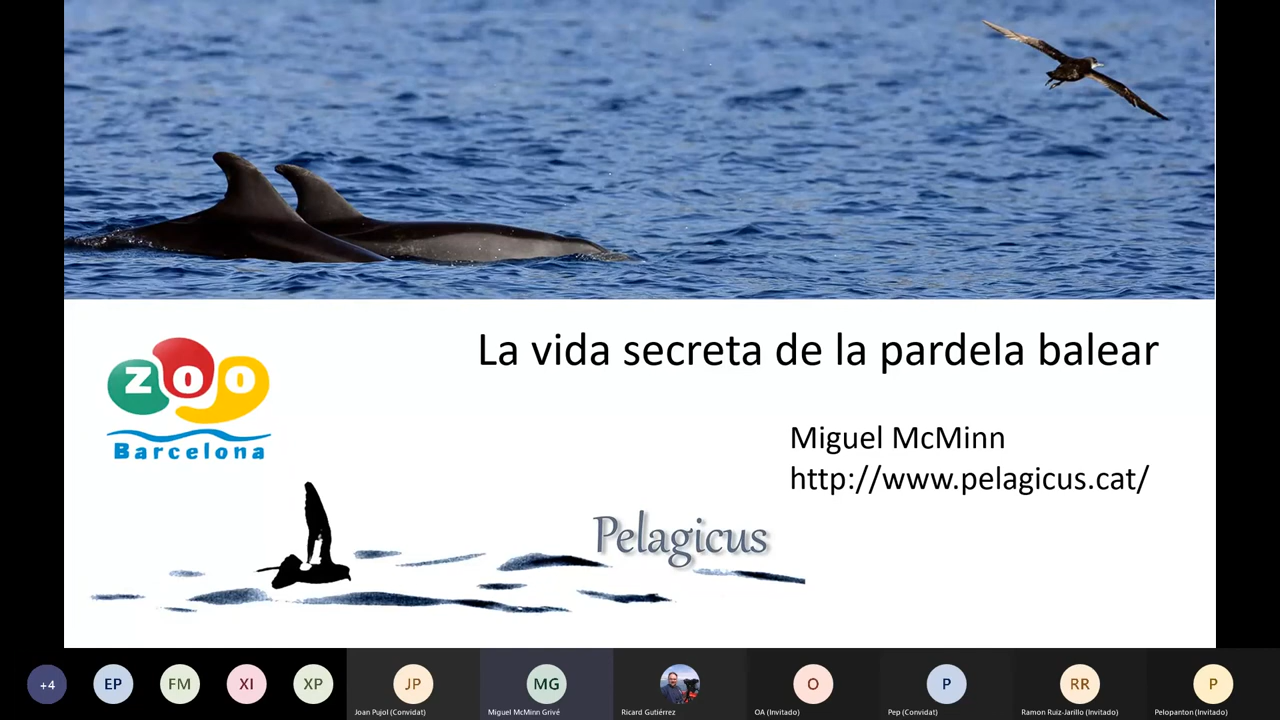 La vida secreta de la pardela balear
zoo
Barcelona
Miguel McMinn
http://www.pelagicus.cat/
Pelagicus
+4
EP
FM
XI
XP
JP
MG
O
P
RR
P
Joan Pujol (Convidat)
Miguel McMinn Grivé
Ricard Gutiérrez
OA (Invitado)
Pep (Convidat)
Ramon Ruiz-Jarillo (Invitado)
Pelopanton (Invitado)